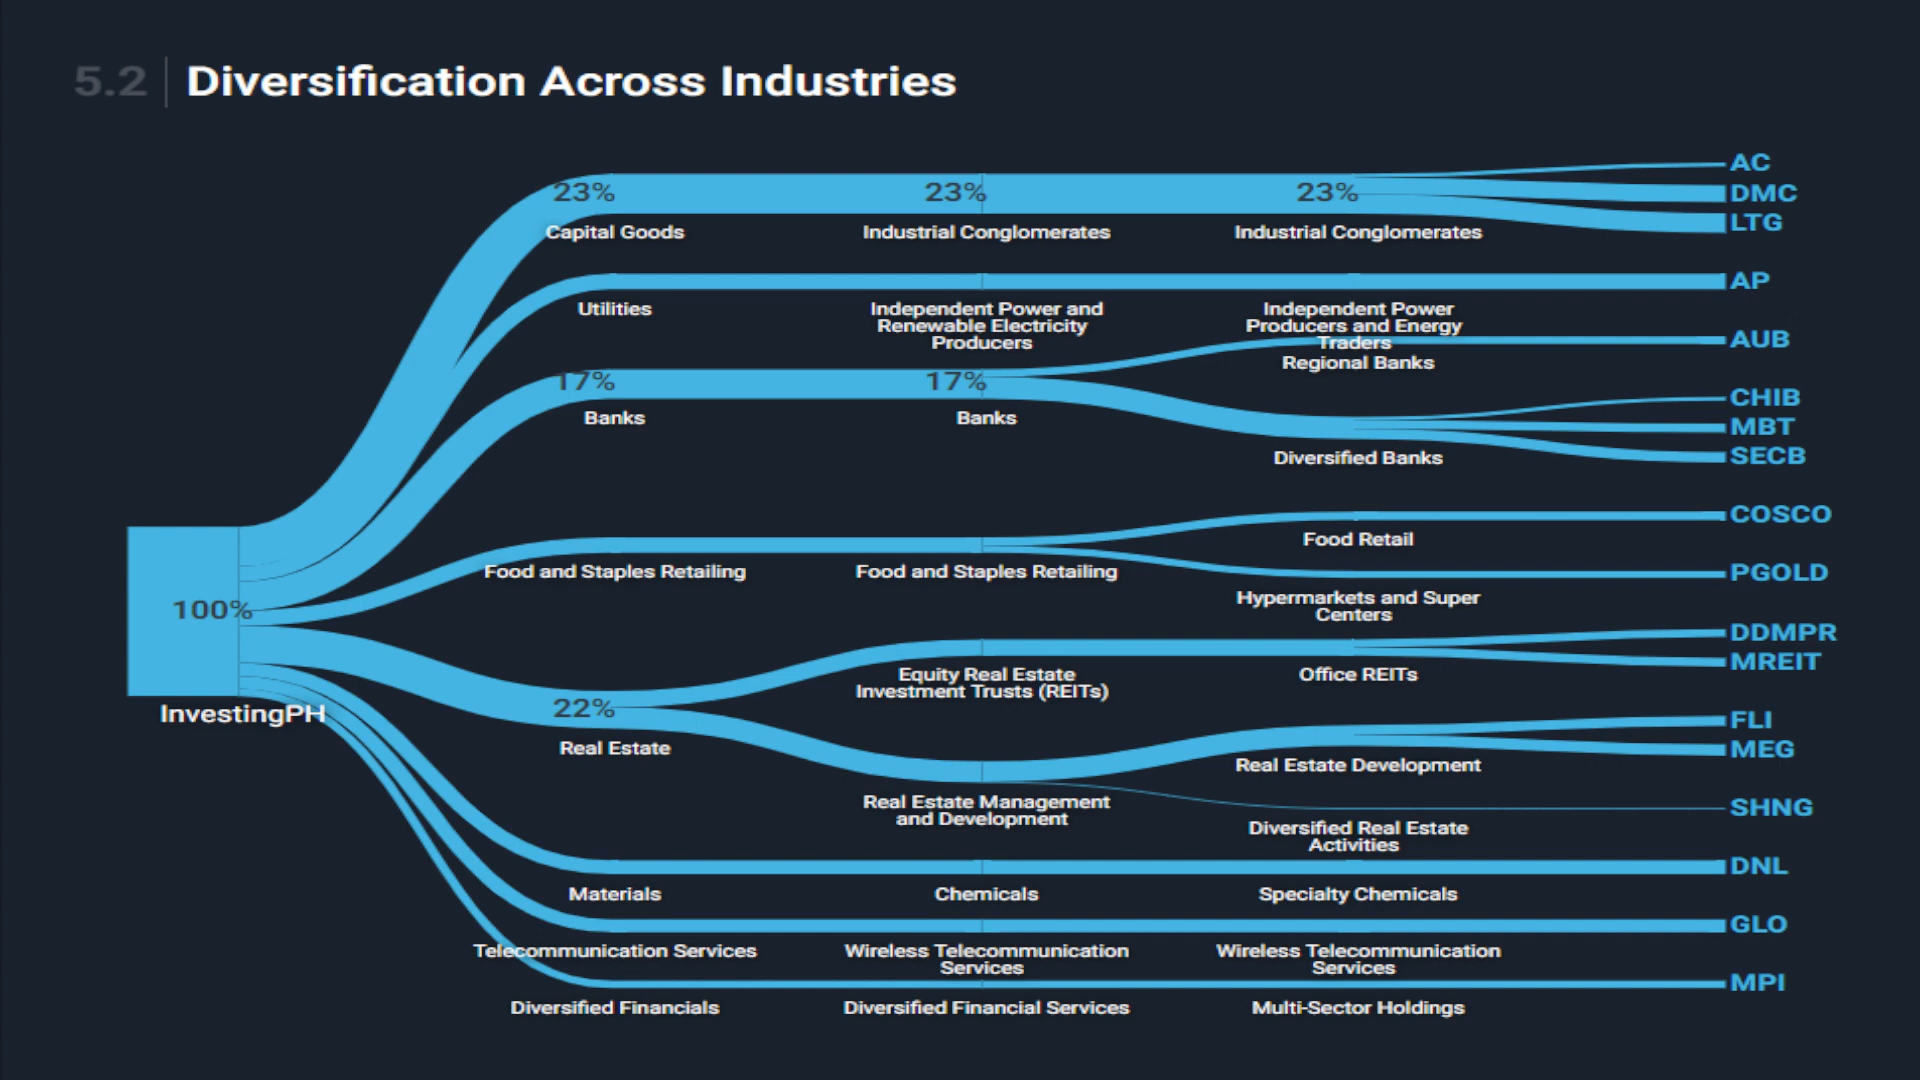 5.2 Diversification Across Industries
AC
23% 23% 23%
DMC
LTG
Capital Goods Industrial Conglomerates Industrial Conglomerates
AP
Utilities
Independent Power and
Renewable Electricity
Producers
Independent Power
Producers and Energy
Traders
AUB
Regional Banks
17% 17%
Banks Banks
CHIB
MBT
SECB
Diversified Banks
COSCO
Food Retail
Food and Staples Retailing Food and Staples Retailing
PGOLD
Hypermarkets and Super
Centers
100%
InvestingPH
DDMPR
MREIT
Equity Real Estate
Investment Trusts (REITs)
Office REITs
22%
Real Estate
FLI
MEG
Real Estate Development
Real Estate Management
and Development
SHNG
Diversified Real Estate
Activities
DNL
Materials Chemicals Specialty Chemicals
GLO
Telecommunication Services
Wireless Telecommunication
Services
Wireless Telecommunication
Services
MPI
Diversified Financials Diversified Financial Services Multi-Sector Holdings